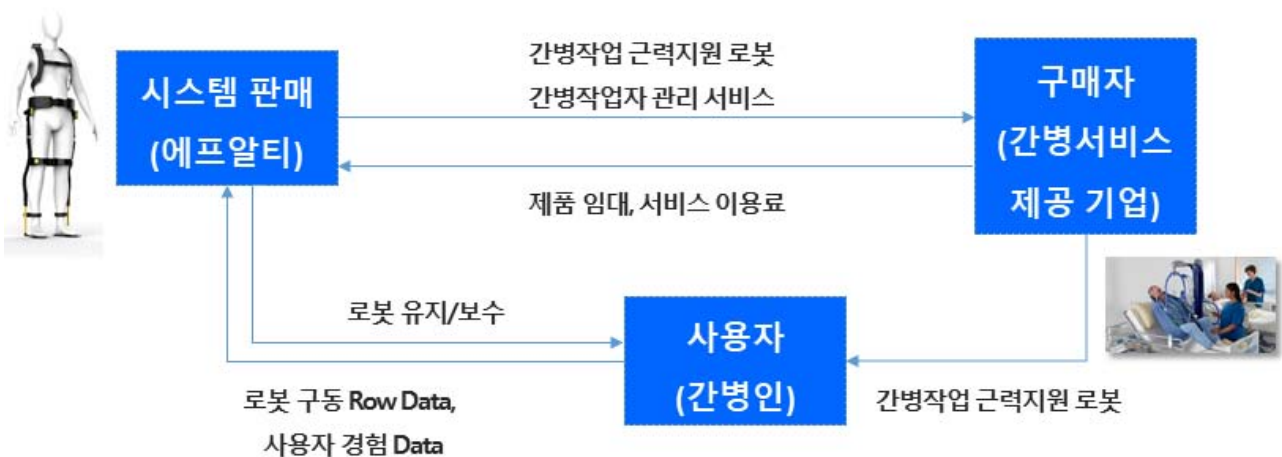 시스템 판매
(에프알티)
간병작업 근력지원 로봇
간병작업자 관리 서비스
구매자
(간병서비스
제공 기업)
제품 임대, 서비스 이용료
로봇 유지/보수
사용자
(간병인)
간병작업 근력지원 로봇
로봇 구동 Row Data,
사용자 경험 Data